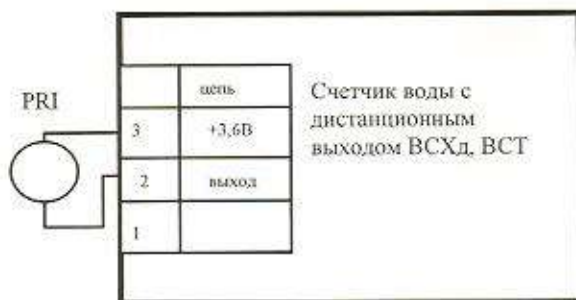 PRI
цепь
3 +3,6В
2 выход
1
Счетчик воды с
дистанционным
выходом ВСХд, ВСТ